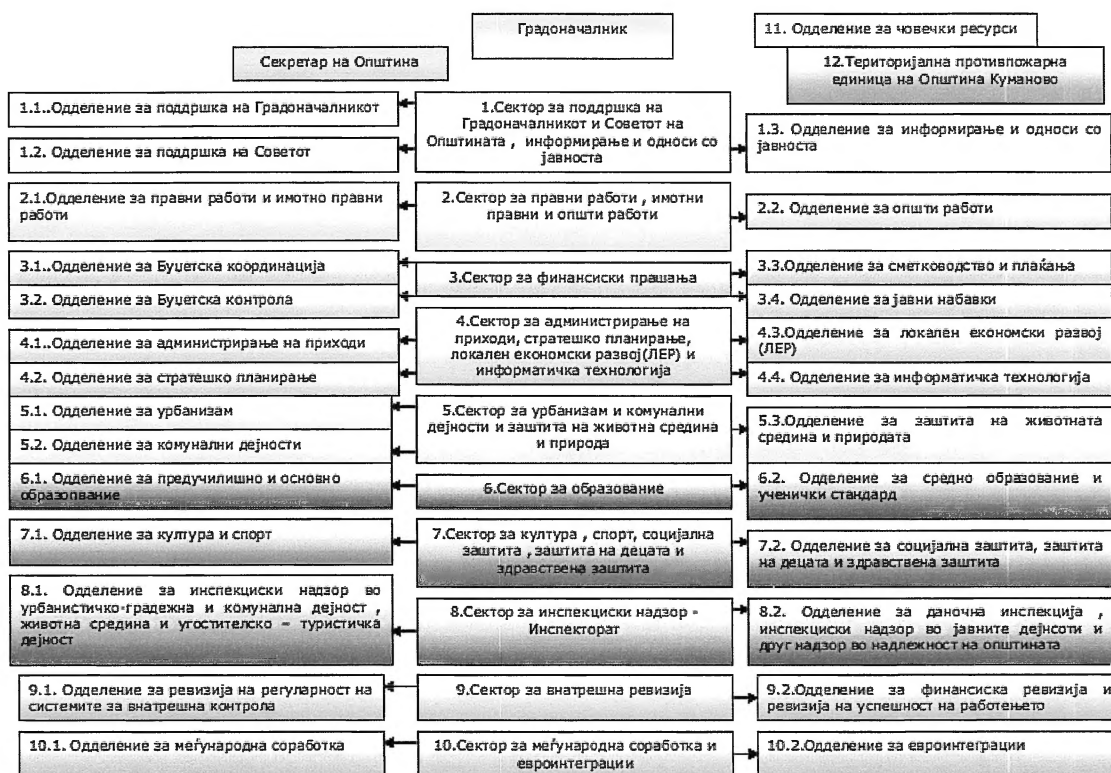 Градоначалник
11. Одделение за човечки ресурси
Секретар на Општина
12.Територијална противпожарна
единица на Општина Куманово
1.1..Одделение за поддршка на Градоначалникот
1.2. Одделение за поддршка на Советот
1.Сектор за поддршка на
Градоначалникот и Советот на
Општината , информирање и односи со
јавноста
1.3. Одделение за информирање и односи со
јавноста
2.1.Одделение за правни работи и имотно правни
работи
2.Сектор за правни работи , имотни
правни и општи работи
2.2. Одделение за општи работи
3.1..Одделение за Буџетска координација
3.2. Одделение за Буџетска контрола
3.Сектор за финансиски прашања
3.3.Одделение за сметководство и плаќања
3.4. Одделение за јавни набавки
4.1..Одделение за администрирање на приходи
4.2. Одделение за стратешко планирање
4.Сектор за администрирање на
приходи, стратешко планирање,
локален економски развој(ЛЕР) и
информатичка технологија
4.3.Одделение за локален економски развој
(ЛЕР)
4.4. Одделение за информатичка технологија
5.1. Одделение за урбанизам
5.2. Одделение за комунални дејности
5.Сектор за урбанизам и комунални
дејности и заштита на животна средина
и природа
5.3.Одделение за заштита на животната
средина и природата
6.1. Одделение за предучилишно и основно
образопвание
6.Сектор за образование
6.2. Одделение за средно образование и
ученички стандард
7.1. Одделение за култура и спорт
7.Сектор за култура , спорт, социјална
заштита , заштита на децата и
здравствена заштита
7.2. Одделение за социјална заштита, заштита
на децата и здравствена заштита
8.1. Одделение за инспекциски надзор во
урбанистичко-градежна и комунална дејност ,
животна средина и угостителско – туристичка
дејност
8.Сектор за инспекциски надзор -
Инспекторат
8.2. Одделение за даночна инспекција ,
инспекциски надзор во јавните дејнсоти и
друг надзор во надлежност на општината
9.1. Одделение за ревизија на регуларност на
системите за внатрешна контрола
9.Сектор за внатрешна ревизија
9.2.Одделение за финансиска ревизија и
ревизија на успешност на работењето
10.1. Одделение за меѓународна соработка
10.Сектор за меѓународна соработка и
евроинтеграции
10.2.Одделение за евроинтеграции